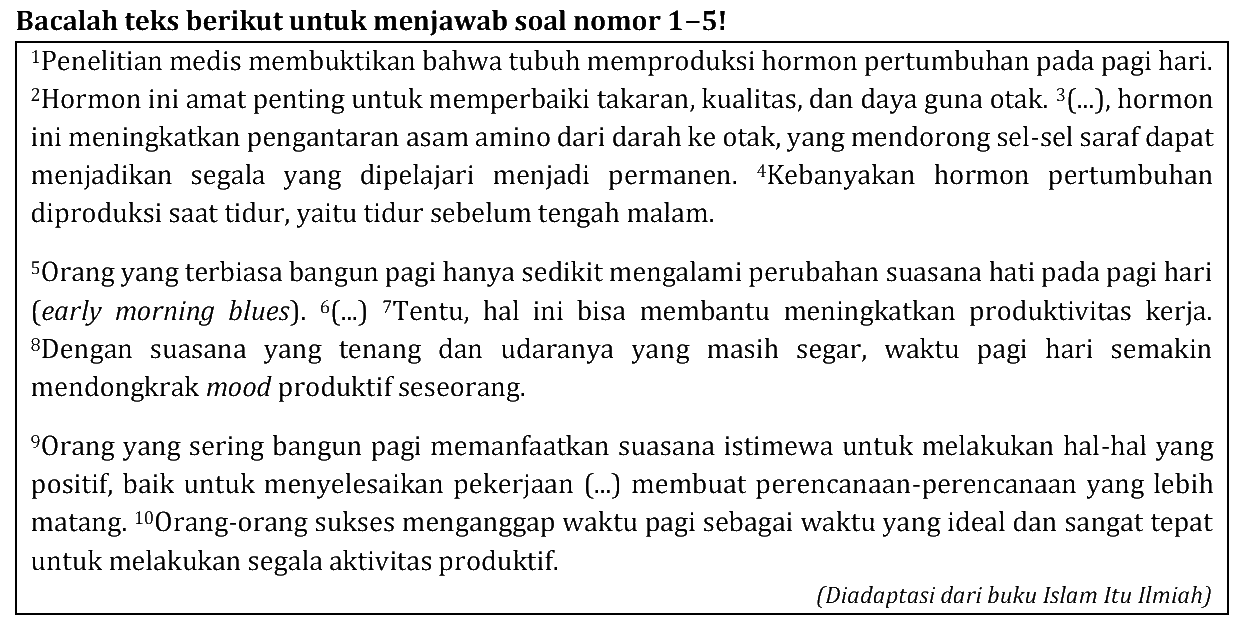 Bacalah teks berikut untuk menjawab soal nomor 1–5!
¹Penelitian medis membuktikan bahwa tubuh memproduksi hormon pertumbuhan pada pagi hari.
²Hormon ini amat penting untuk memperbaiki takaran, kualitas, dan daya guna otak. ³(...), hormon
ini meningkatkan pengantaran asam amino dari darah ke otak, yang mendorong sel-sel saraf dapat
menjadikan segala yang dipelajari menjadi permanen. ⁴Kebanyakan hormon pertumbuhan
diproduksi saat tidur, yaitu tidur sebelum tengah malam.
⁵Orang yang terbiasa bangun pagi hanya sedikit mengalami perubahan suasana hati pada pagi hari
(early morning blues). ⁶(...) ⁷Tentu, hal ini bisa membantu meningkatkan produktivitas kerja.
⁸Dengan suasana yang tenang dan udaranya yang masih segar, waktu pagi hari semakin
mendongkrak mood produktif seseorang.
⁹Orang yang sering bangun pagi memanfaatkan suasana istimewa untuk melakukan hal-hal yang
positif, baik untuk menyelesaikan pekerjaan (...) membuat perencanaan-perencanaan yang lebih
matang. ¹⁰Orang-orang sukses menganggap waktu pagi sebagai waktu yang ideal dan sangat tepat
untuk melakukan segala aktivitas produktif.
(Diadaptasi dari buku Islam Itu Ilmiah)